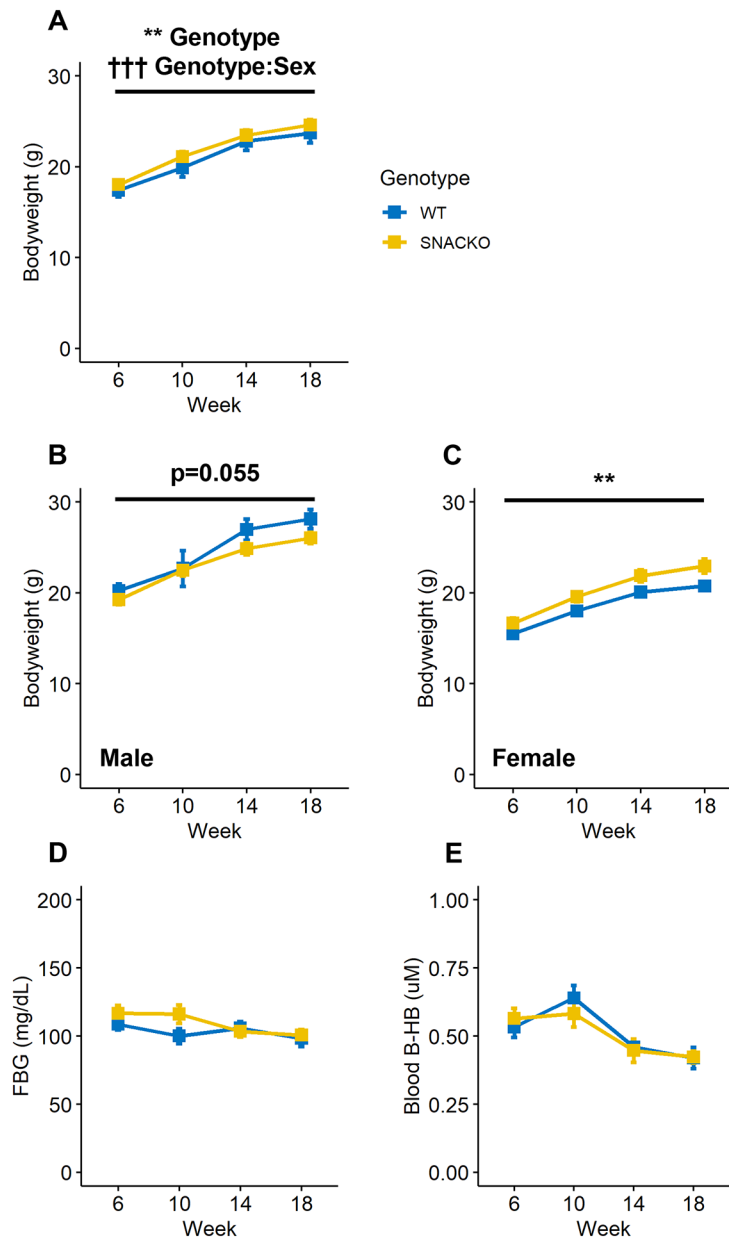 A
** Genotype
††† Genotype:Sex
30
20
10
0
Bodyweight (g)
6 10 14 18
Week
Genotype
WT
SNACKO
B
p=0.055
30
20
10
0
Bodyweight (g)
Male
6 10 14 18
Week
C
**
30
20
10
0
Bodyweight (g)
Female
6 10 14 18
Week
D
200
150
100
50
0
FBG (mg/dL)
6 10 14 18
Week
E
1.00
0.75
0.50
0.25
0.00
Blood B-HB (uM)
6 10 14 18
Week